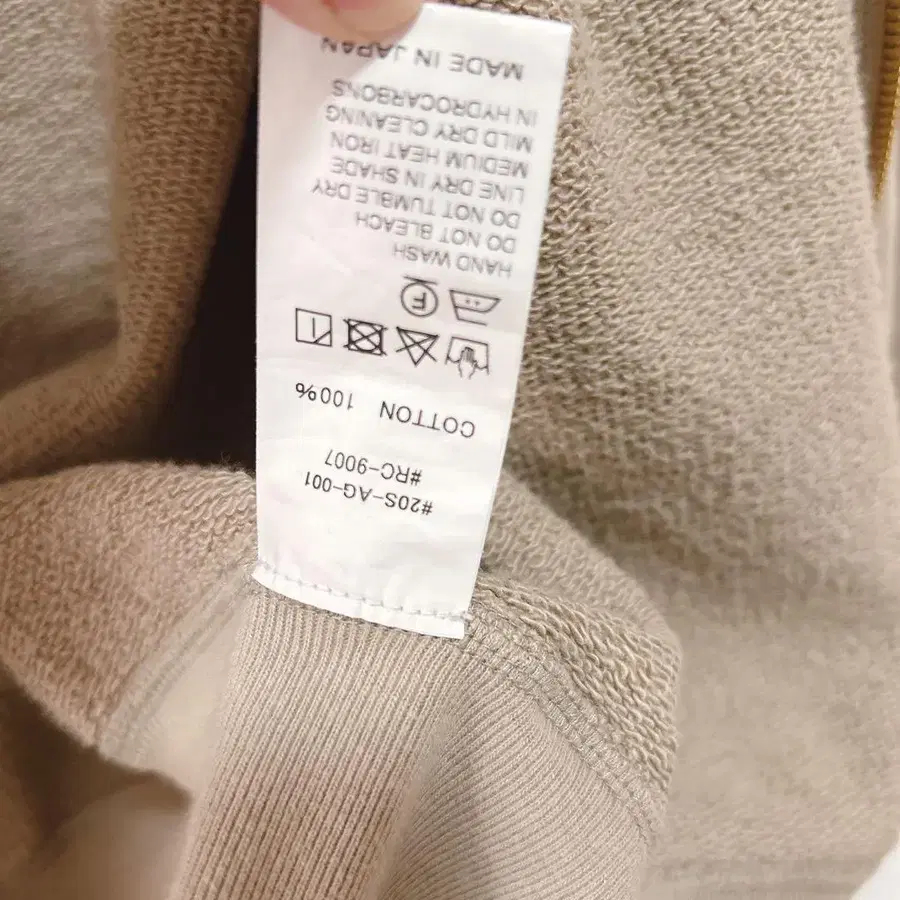 #20S-AG-001
#RC-9007
COTTON 100%
F
HAND WASH
DO NOT BLEACH
DO NOT TUMBLE DRY
LINE DRY IN SHADE
MEDIUM HEAT IRON
MILD DRY CLEANING
IN HYDROCARBONS
MADE IN JAPAN